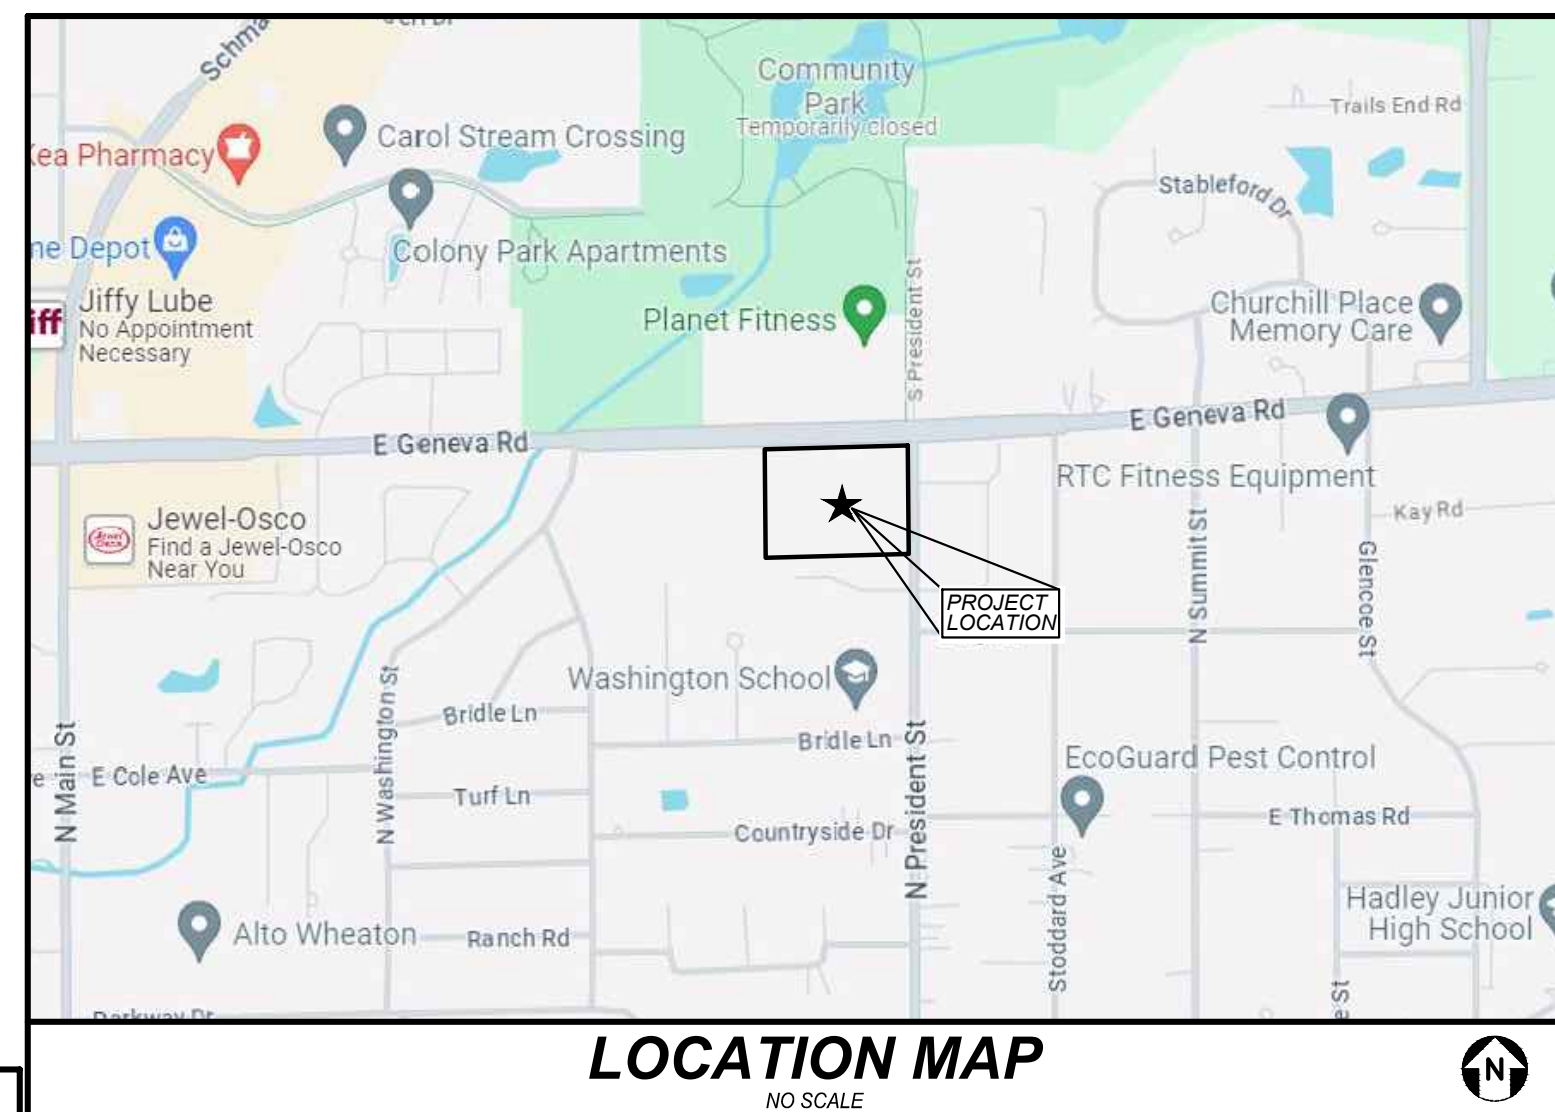 Community
Park
Temporarily closed
Trails End Rd
Carol Stream Crossing
Pharmacy
Stableford Dr
Depot
Colony Park Apartments
S President St
Jiffy Lube
No Appointment
Necessary
Planet Fitness
Churchill Place
Memory Care
E Geneva Rd
E Geneva Rd
RTC Fitness Equipment
Kay Rd
Jewel-Osco
Find a Jewel-Osco
Near You
N Summit St
Glencoe St
PROJECT
LOCATION
Washington School
N Washington St
Bridle Ln
Bridle Ln
N Main St
E Cole Ave
N President St
EcoGuard Pest Control
Turf Ln
Countryside Dr
E Thomas Rd
Stoddard Ave
Hadley Junior
High School
Alto Wheaton
Ranch Rd
e St
Parkway Dr
LOCATION MAP
NO SCALE
N